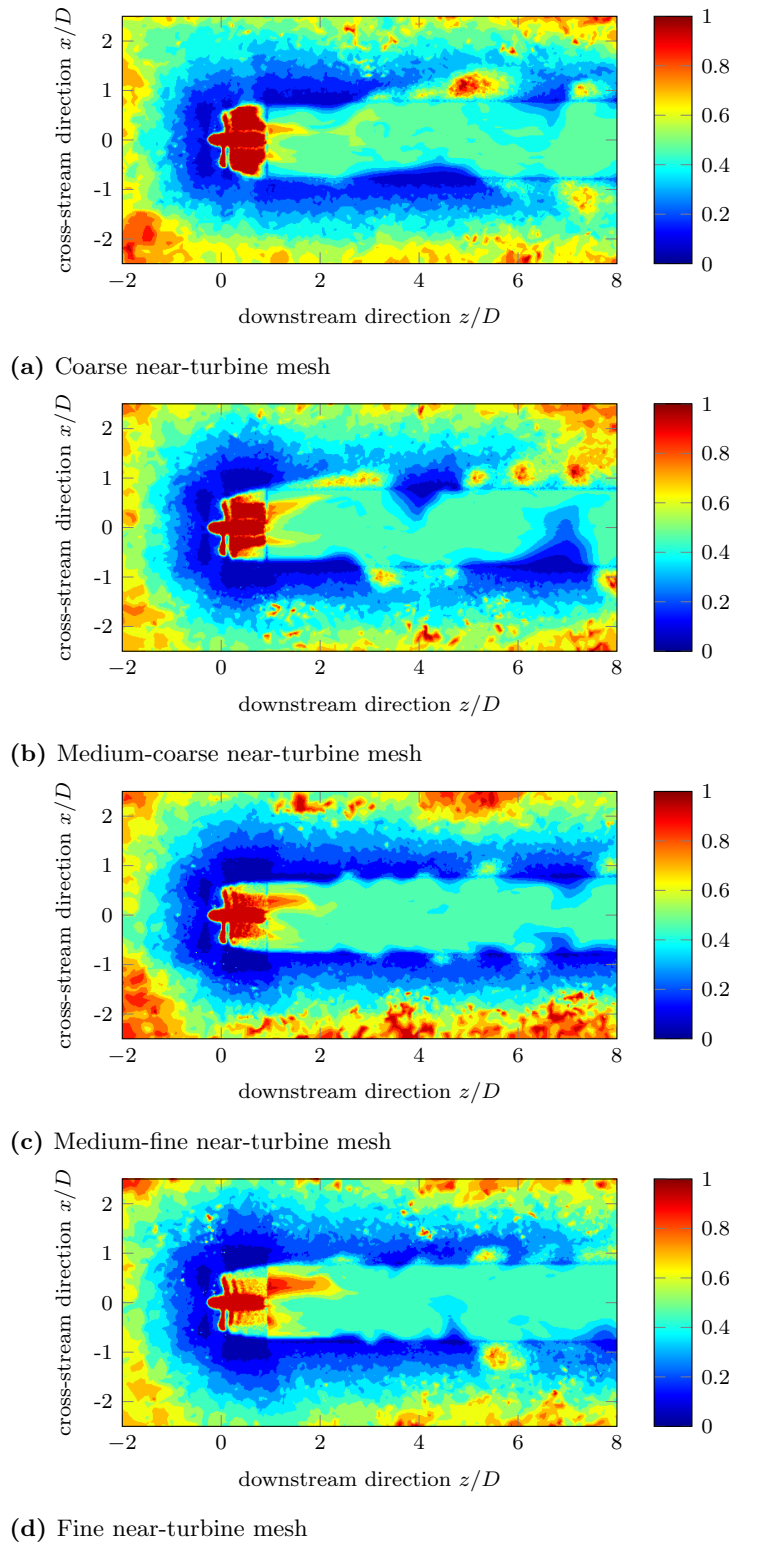 cross-stream direction x/D
2
1
0
-1
-2
−2 0 2 4 6 8
downstream direction z/D
1
0.8
0.6
0.4
0.2
0
(a) Coarse near-turbine mesh
cross-stream direction x/D
2
1
0
-1
-2
−2 0 2 4 6 8
downstream direction z/D
1
0.8
0.6
0.4
0.2
0
(b) Medium-coarse near-turbine mesh
cross-stream direction x/D
2
1
0
-1
-2
−2 0 2 4 6 8
downstream direction z/D
1
0.8
0.6
0.4
0.2
0
(c) Medium-fine near-turbine mesh
cross-stream direction x/D
2
1
0
-1
-2
−2 0 2 4 6 8
downstream direction z/D
1
0.8
0.6
0.4
0.2
0
(d) Fine near-turbine mesh